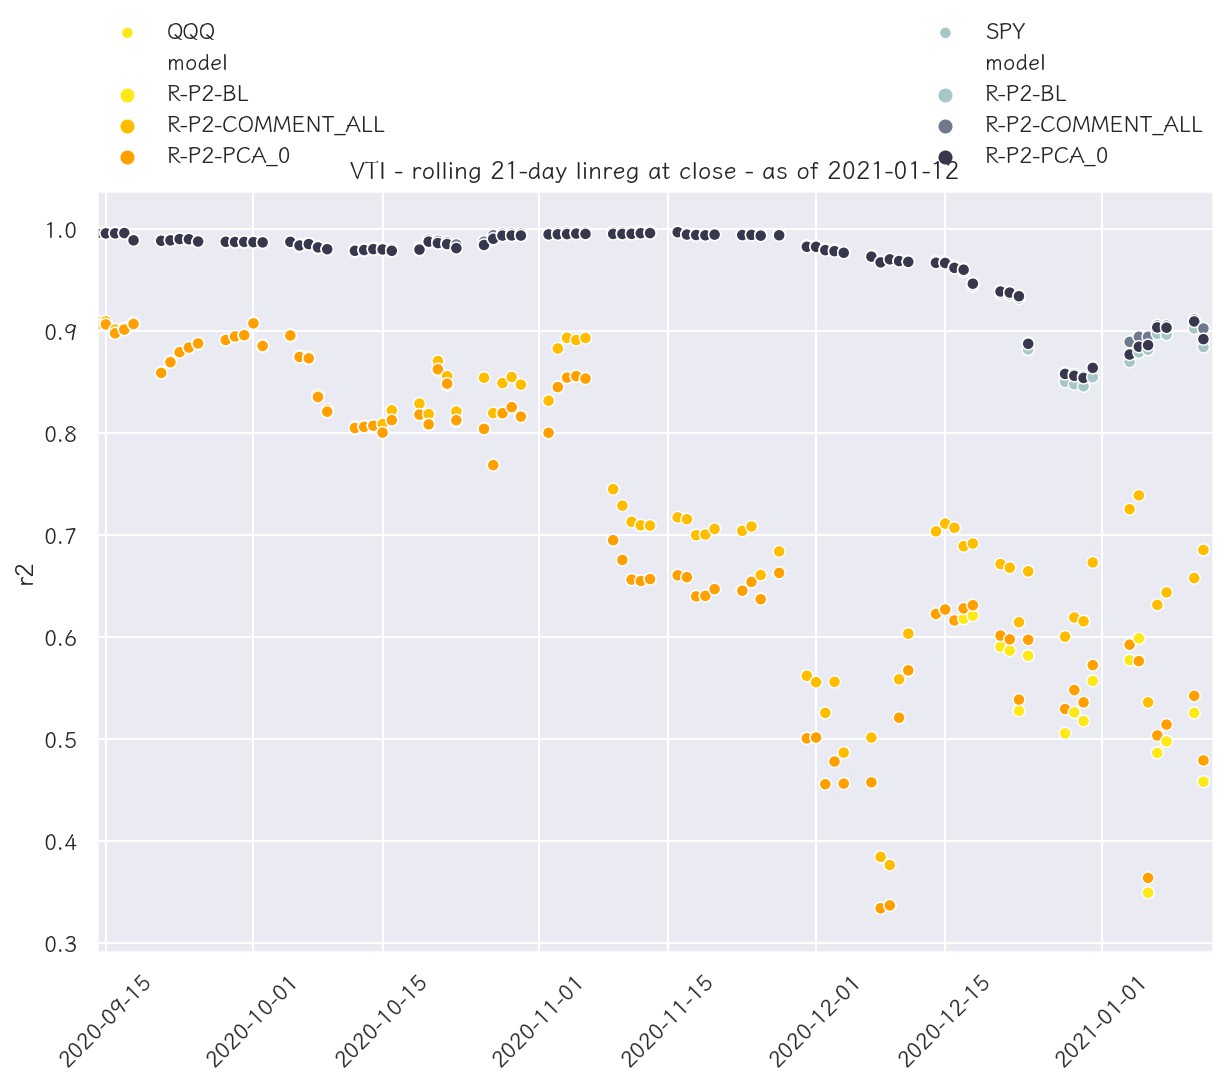 QQQ
model
R-P2-BL
R-P2-COMMENT_ALL
R-P2-PCA_0
SPY
model
R-P2-BL
R-P2-COMMENT_ALL
R-P2-PCA_0
VTI - rolling 21-day linreg at close - as of 2021-01-12
1.0
0.9
0.8
0.7
0.6
0.5
0.4
0.3
r2
2020-09-15
2020-10-01
2020-10-15
2020-11-01
2020-11-15
2020-12-01
2020-12-15
2021-01-01